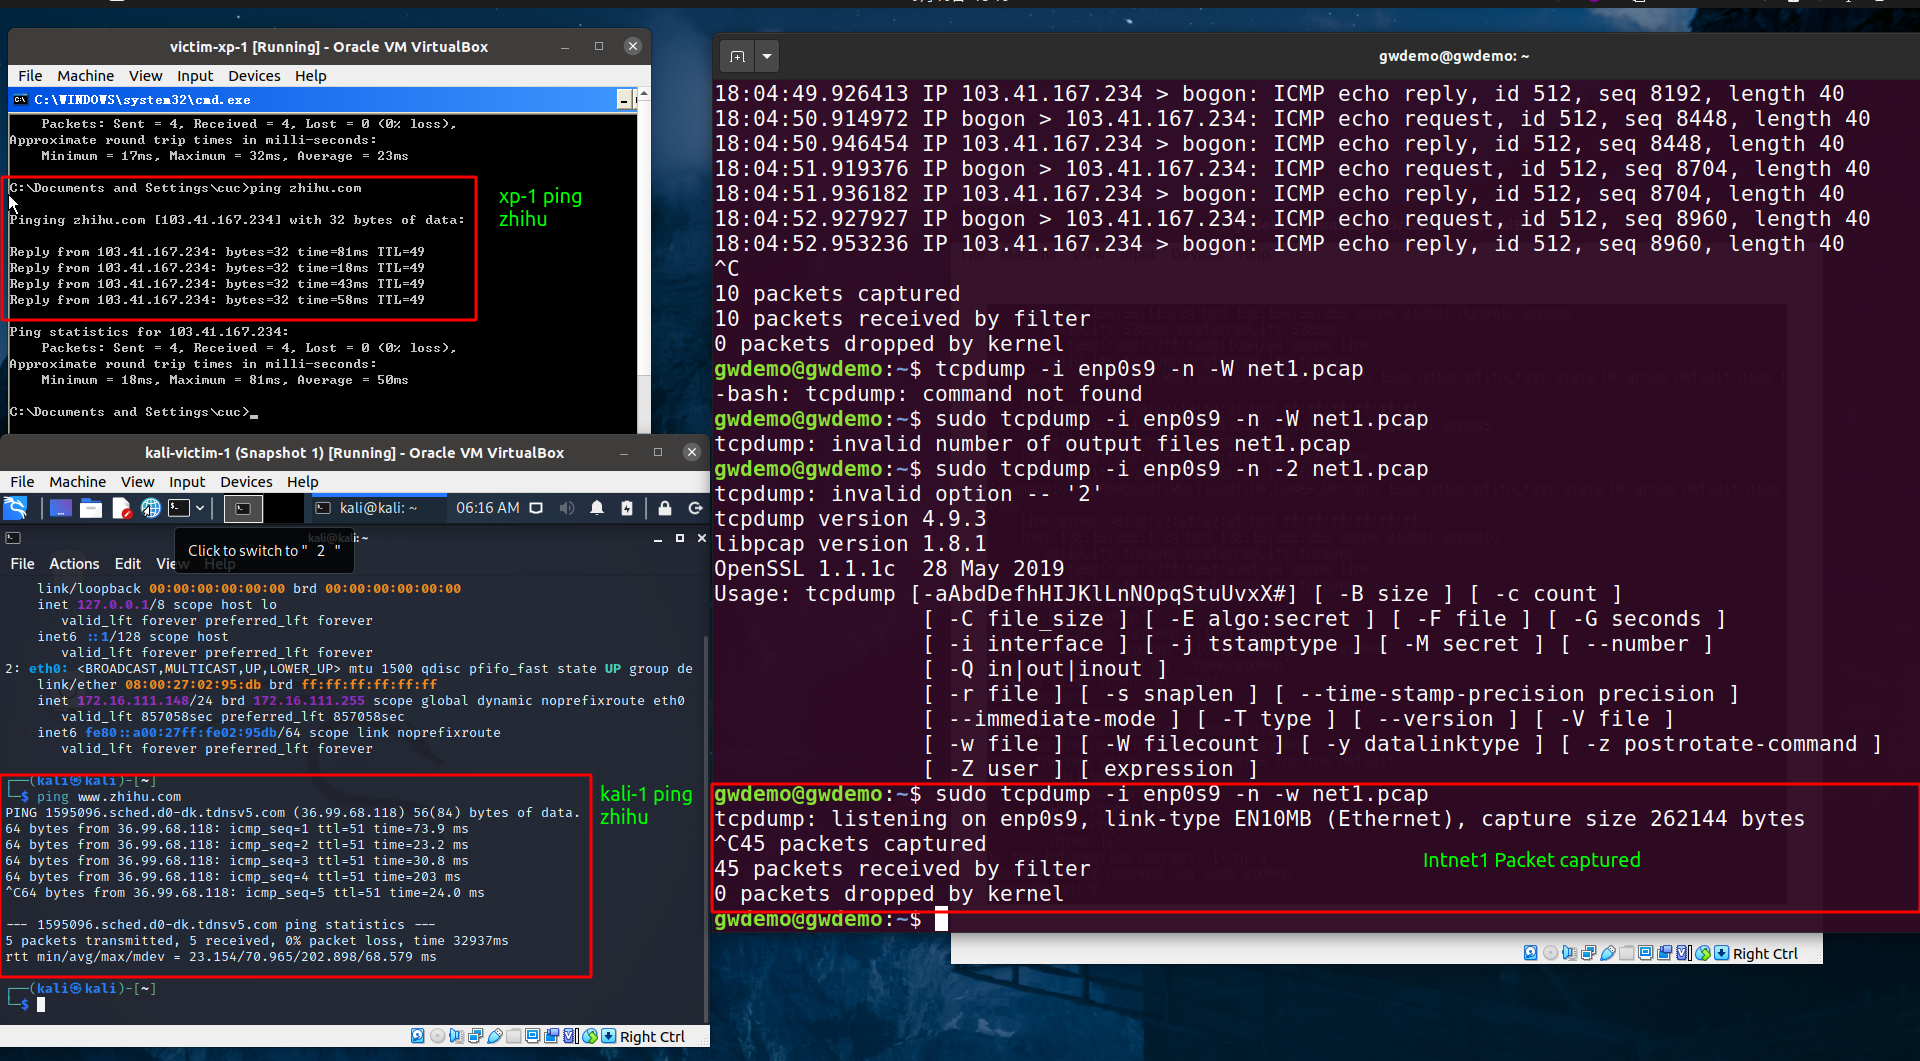 victim-xp-1 [Running] - Oracle VM VirtualBox
File Machine View Input Devices Help
C:\WINDOWS\system32\cmd.exe
Packets: Sent = 4, Received = 4, Lost = 0 (0% loss),
Approximate round trip times in milli-seconds:
Minimum = 17ms, Maximum = 32ms, Average = 23ms
C:\Documents and Settings\cuc>ping zhihu.com
Pinging zhihu.com [103.41.167.234] with 32 bytes of data:
Reply from 103.41.167.234: bytes=32 time=81ms TTL=49
Reply from 103.41.167.234: bytes=32 time=18ms TTL=49
Reply from 103.41.167.234: bytes=32 time=43ms TTL=49
Reply from 103.41.167.234: bytes=32 time=58ms TTL=49
Ping statistics for 103.41.167.234:
Packets: Sent = 4, Received = 4, Lost = 0 (0% loss),
Approximate round trip times in milli-seconds:
Minimum = 18ms, Maximum = 81ms, Average = 50ms
C:\Documents and Settings\cuc>_
xp-1 ping
zhihu
kali-victim-1 (Snapshot 1) [Running] - Oracle VM VirtualBox
File Machine View Input Devices Help
kali@kali: ~
06:16 AM
kali@kali:~
Click to switch to " 2 "
File Actions Edit View Help
link/loopback 00:00:00:00:00:00 brd 00:00:00:00:00:00
inet 127.0.0.1/8 scope host lo
valid_lft forever preferred_lft forever
inet6 ::1/128 scope host
valid_lft forever preferred_lft forever
2: eth0: <BROADCAST,MULTICAST,UP,LOWER_UP> mtu 1500 qdisc pfifo_fast state UP group de
link/ether 08:00:27:02:95:db brd ff:ff:ff:ff:ff:ff
inet 172.16.111.148/24 brd 172.16.111.255 scope global dynamic noprefixroute eth0
valid_lft 857058sec preferred_lft 857058sec
inet6 fe80::a00:27ff:fe02:95db/64 scope link noprefixroute
valid_lft forever preferred_lft forever
┌──(kali㉿kali)-[~]
└─$ ping www.zhihu.com
PING 1595096.sched.d0-dk.tdnsv5.com (36.99.68.118) 56(84) bytes of data.
64 bytes from 36.99.68.118: icmp_seq=1 ttl=51 time=73.9 ms
64 bytes from 36.99.68.118: icmp_seq=2 ttl=51 time=23.2 ms
64 bytes from 36.99.68.118: icmp_seq=3 ttl=51 time=30.8 ms
64 bytes from 36.99.68.118: icmp_seq=4 ttl=51 time=203 ms
^C64 bytes from 36.99.68.118: icmp_seq=5 ttl=51 time=24.0 ms
--- 1595096.sched.d0-dk.tdnsv5.com ping statistics ---
5 packets transmitted, 5 received, 0% packet loss, time 32937ms
rtt min/avg/max/mdev = 23.154/70.965/202.898/68.579 ms
┌──(kali㉿kali)-[~]
└─$
kali-1 ping
zhihu
Right Ctrl
gwdemo@gwdemo: ~
18:04:49.926413 IP 103.41.167.234 > bogon: ICMP echo reply, id 512, seq 8192, length 40
18:04:50.914972 IP bogon > 103.41.167.234: ICMP echo request, id 512, seq 8448, length 40
18:04:50.946454 IP 103.41.167.234 > bogon: ICMP echo reply, id 512, seq 8448, length 40
18:04:51.919376 IP bogon > 103.41.167.234: ICMP echo request, id 512, seq 8704, length 40
18:04:51.936182 IP 103.41.167.234 > bogon: ICMP echo reply, id 512, seq 8704, length 40
18:04:52.927927 IP bogon > 103.41.167.234: ICMP echo request, id 512, seq 8960, length 40
18:04:52.953236 IP 103.41.167.234 > bogon: ICMP echo reply, id 512, seq 8960, length 40
^C
10 packets captured
10 packets received by filter
0 packets dropped by kernel
gwdemo@gwdemo:~$ tcpdump -i enp0s9 -n -W net1.pcap
-bash: tcpdump: command not found
gwdemo@gwdemo:~$ sudo tcpdump -i enp0s9 -n -W net1.pcap
tcpdump: invalid number of output files net1.pcap
gwdemo@gwdemo:~$ sudo tcpdump -i enp0s9 -n -2 net1.pcap
tcpdump: invalid option -- '2'
tcpdump version 4.9.3
libpcap version 1.8.1
OpenSSL 1.1.1c  28 May 2019
Usage: tcpdump [-aAbdDefhHIJKlLnNOpqStuUvxX#] [ -B size ] [ -c count ]
[ -C file_size ] [ -E algo:secret ] [ -F file ] [ -G seconds ]
[ -i interface ] [ -j tstamptype ] [ -M secret ] [ --number ]
[ -Q in|out|inout ]
[ -r file ] [ -s snaplen ] [ --time-stamp-precision precision ]
[ --immediate-mode ] [ -T type ] [ --version ] [ -V file ]
[ -w file ] [ -W filecount ] [ -y datalinktype ] [ -z postrotate-command ]
[ -Z user ] [ expression ]
gwdemo@gwdemo:~$ sudo tcpdump -i enp0s9 -n -w net1.pcap
tcpdump: listening on enp0s9, link-type EN10MB (Ethernet), capture size 262144 bytes
^C45 packets captured
45 packets received by filter
0 packets dropped by kernel
gwdemo@gwdemo:~$
Intnet1 Packet captured
Right Ctrl